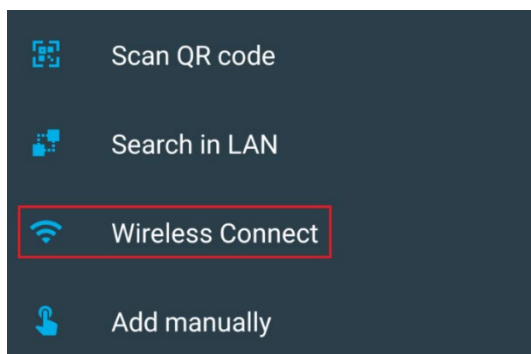 Scan QR code
Search in LAN
Wireless Connect
Add manually